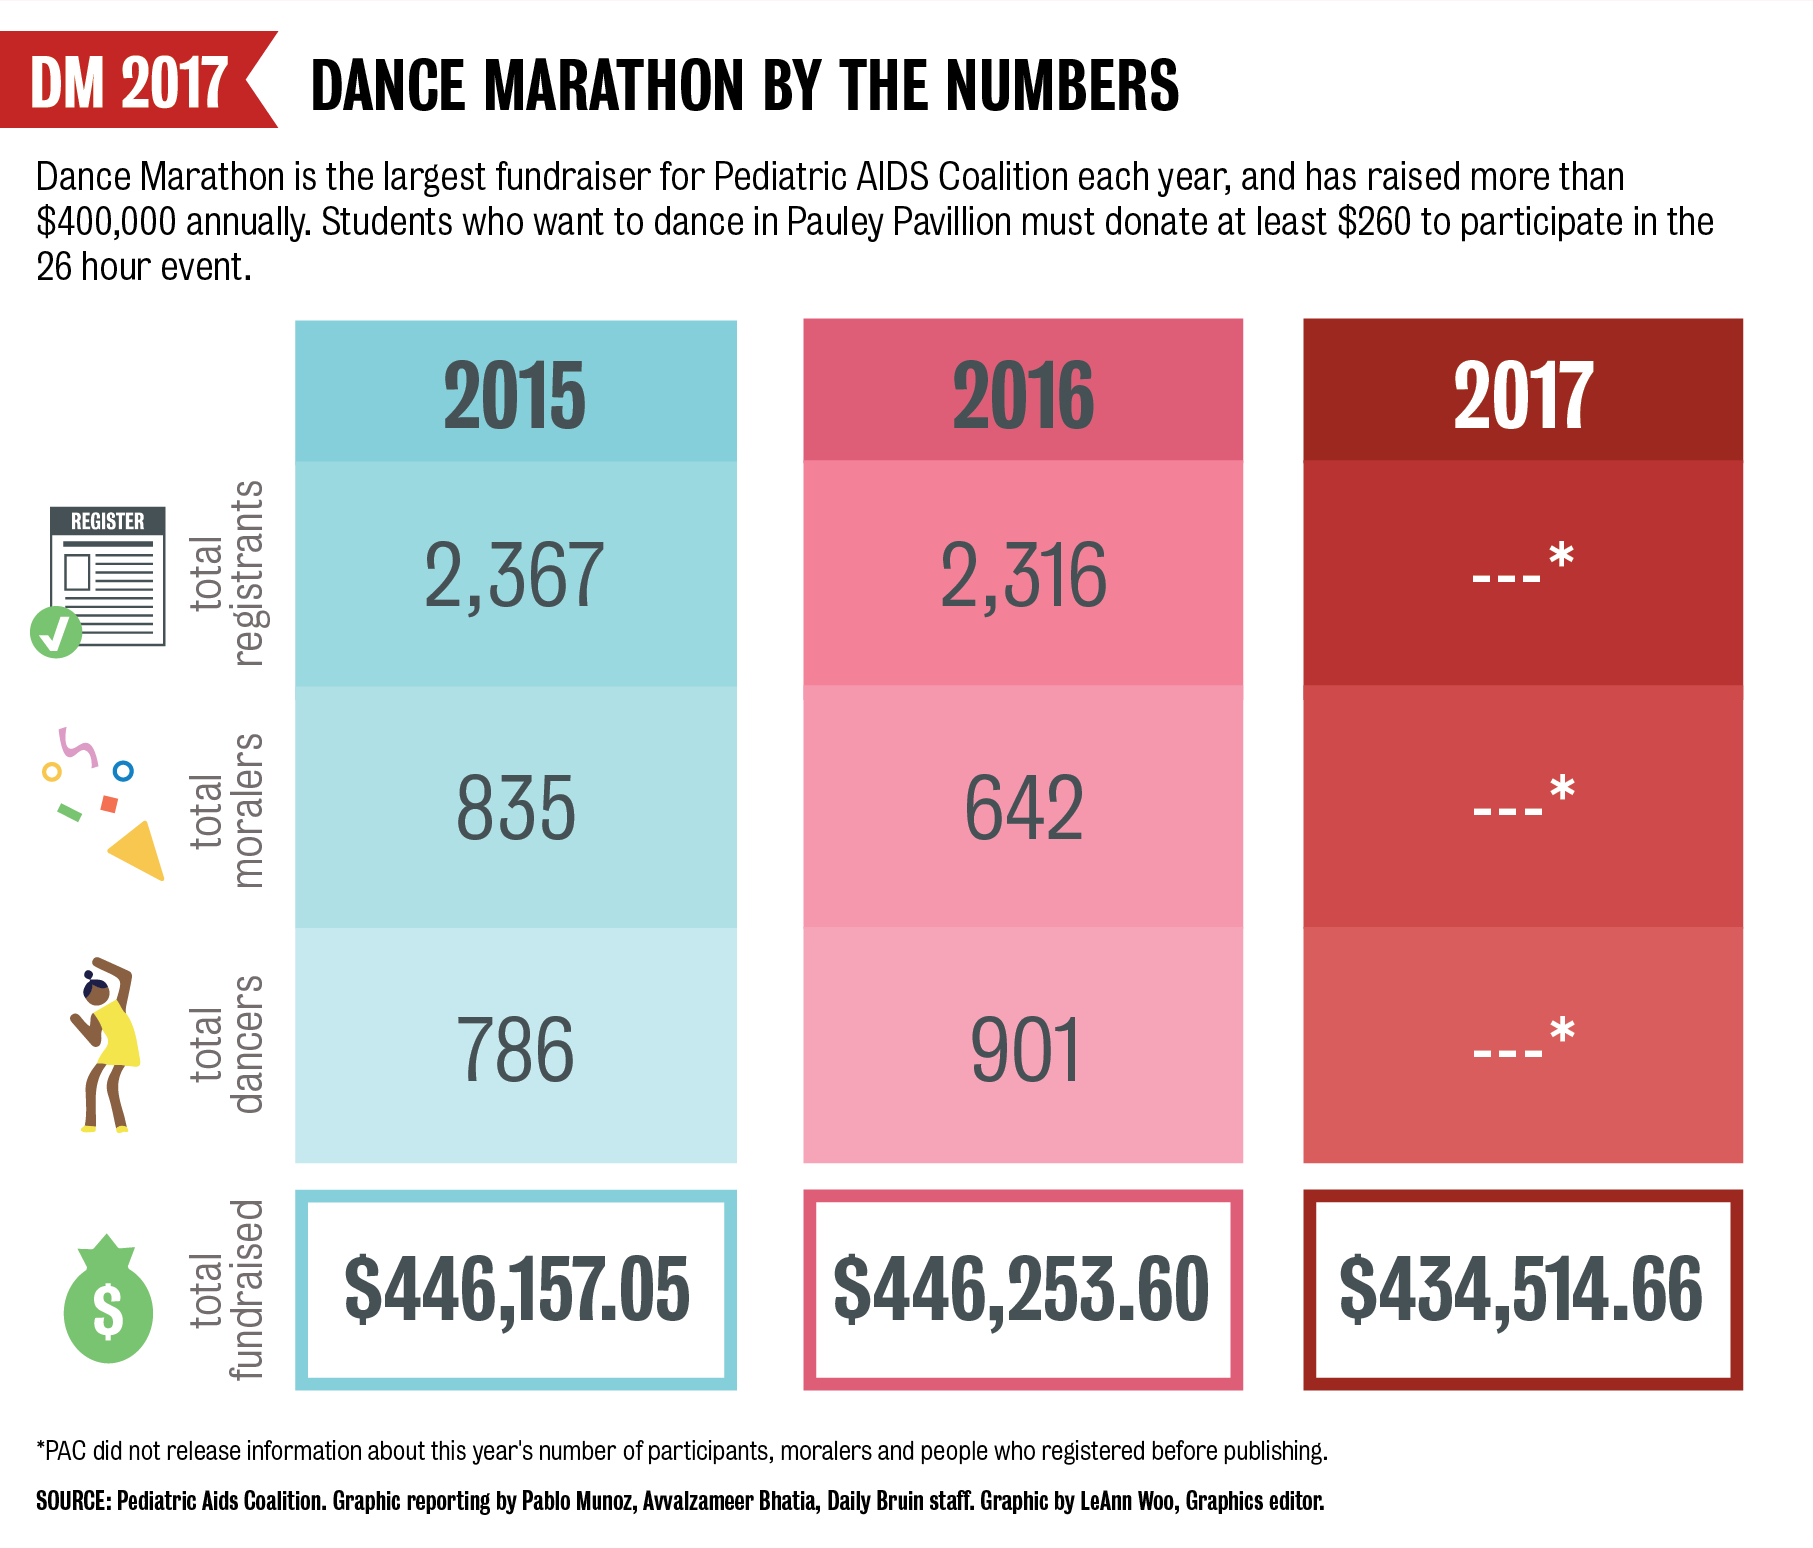 DM 2017
DANCE MARATHON BY THE NUMBERS
Dance Marathon is the largest fundraiser for Pediatric AIDS Coalition each year, and has raised more than
$400,000 annually. Students who want to dance in Pauley Pavillion must donate at least $260 to participate in the
26 hour event.
2015
2016
2017
REGISTER
total
registrants
2,367
2,316
---*
total
moralers
835
642
---*
total
dancers
786
901
---*
$
total
fundraised
$446,157.05
$446,253.60
$434,514.66
*PAC did not release information about this year's number of participants, moralers and people who registered before publishing.
SOURCE: Pediatric Aids Coalition. Graphic reporting by Pablo Munoz, Avvalzameer Bhatia, Daily Bruin staff. Graphic by LeAnn Woo, Graphics editor.